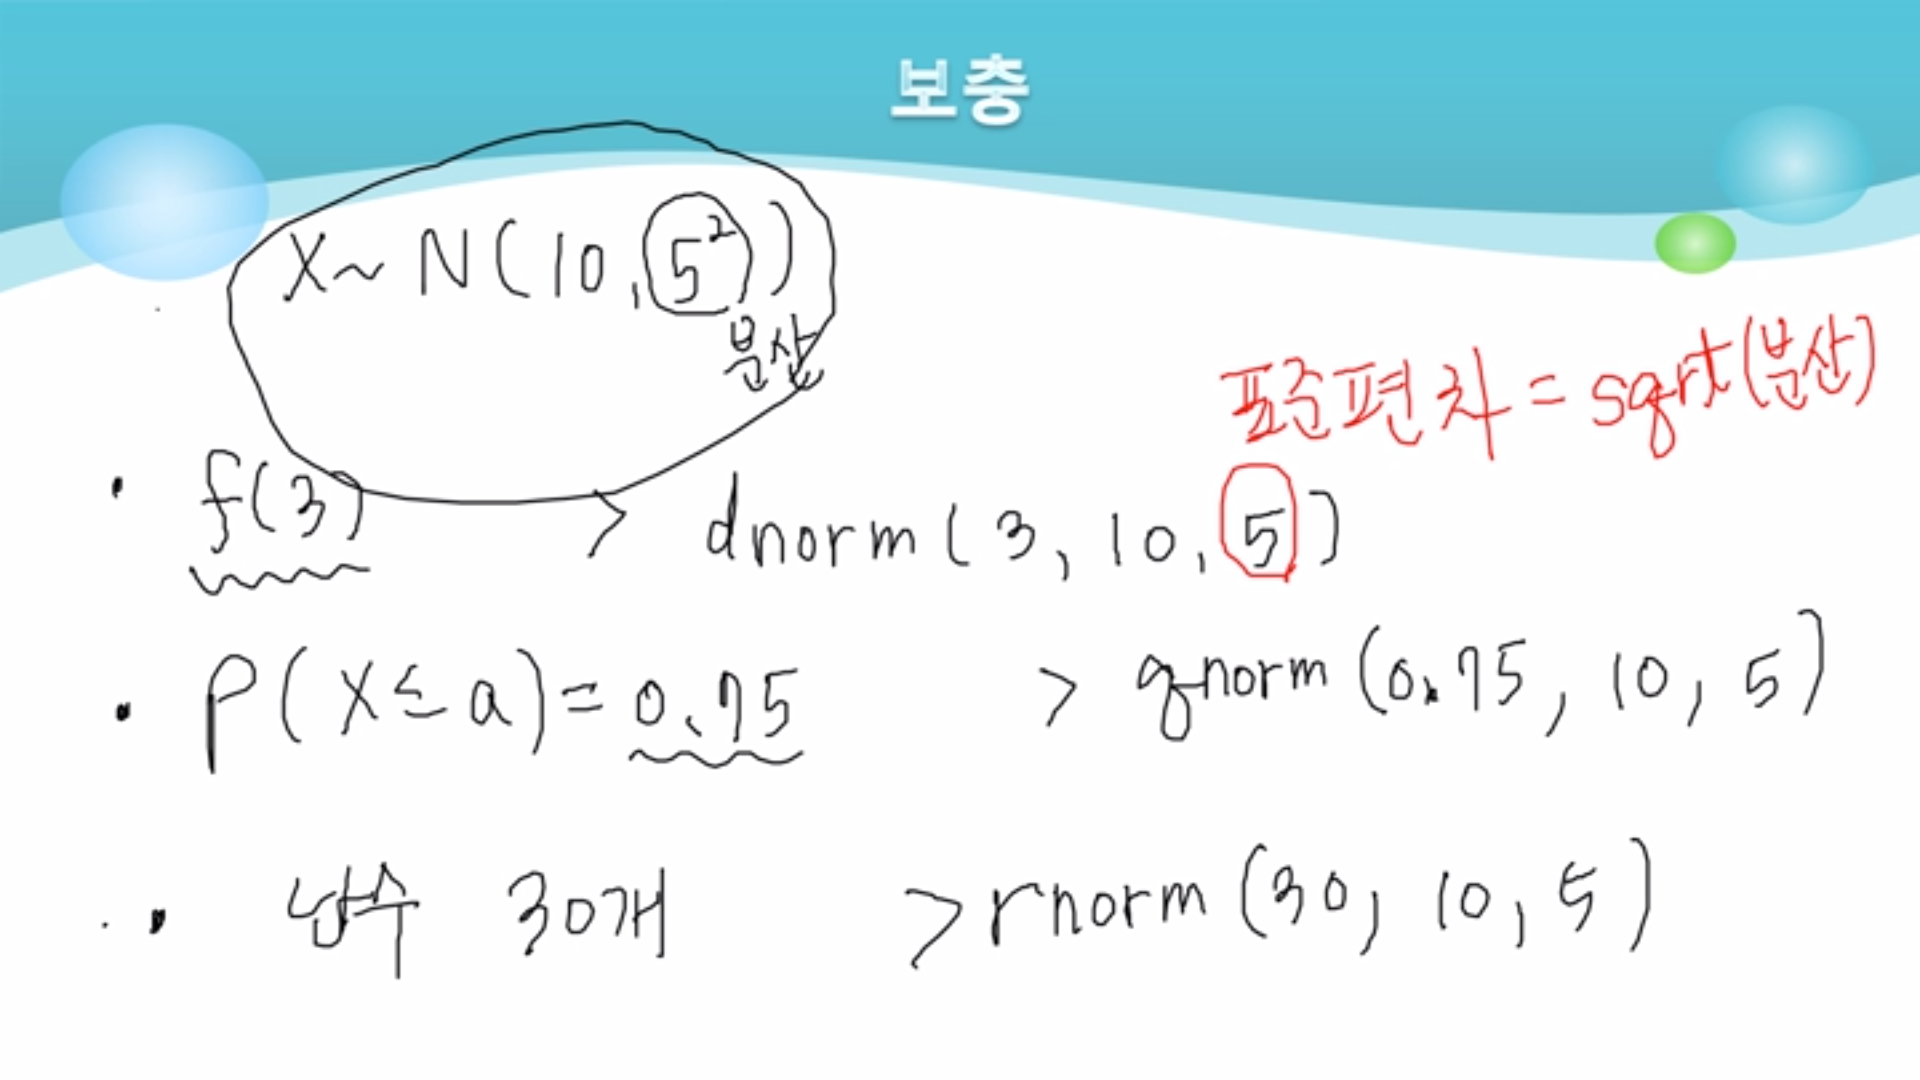 보충
X~ N(10, 5²)
분산
표준편차 = sqrt(분산)
• f(3) > dnorm(3, 10, 5)
• P(X ≤ a) = 0.75 > qnorm(0.75, 10, 5)
• 난수 30개 > rnorm(30, 10, 5)